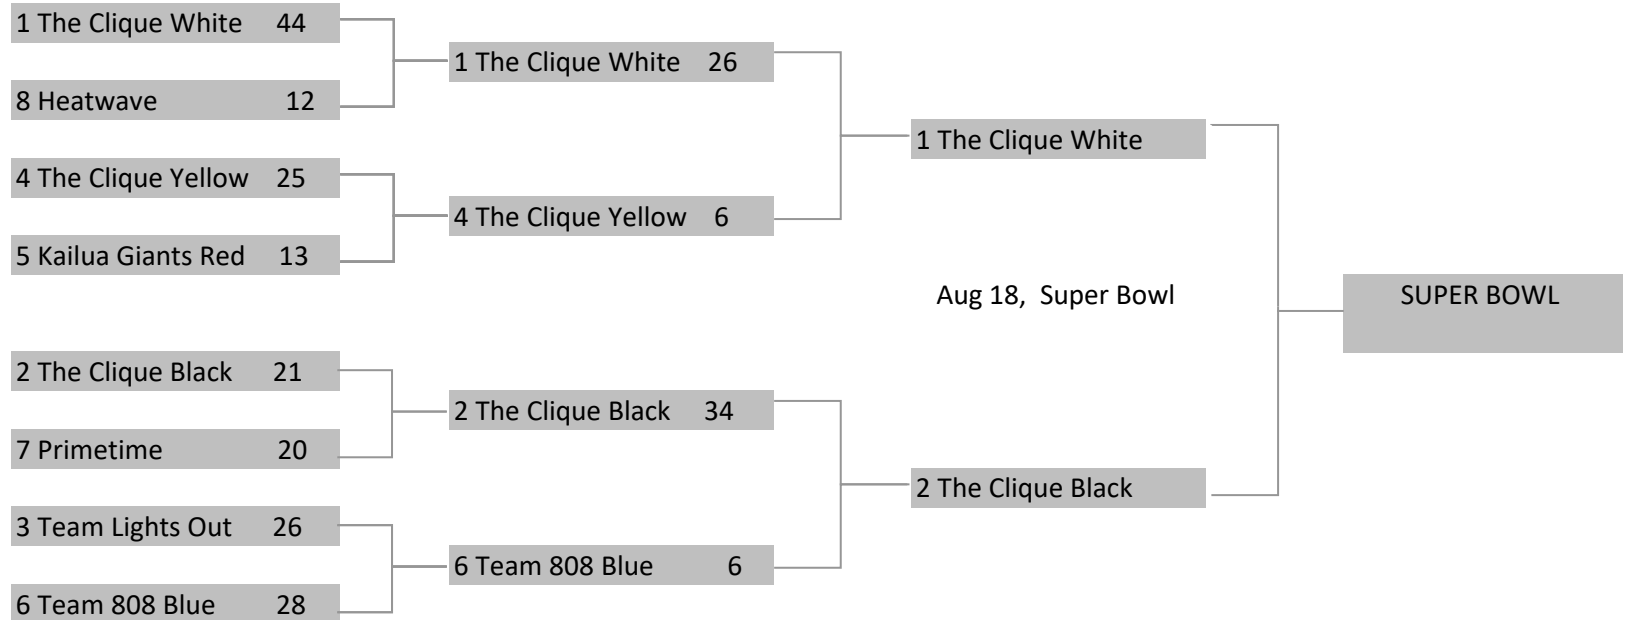 1 The Clique White 44
8 Heatwave 12
4 The Clique Yellow 25
5 Kailua Giants Red 13
2 The Clique Black 21
7 Primetime 20
3 Team Lights Out 26
6 Team 808 Blue 28
1 The Clique White 26
4 The Clique Yellow 6
2 The Clique Black 34
6 Team 808 Blue 6
1 The Clique White
Aug 18, Super Bowl
2 The Clique Black
SUPER BOWL